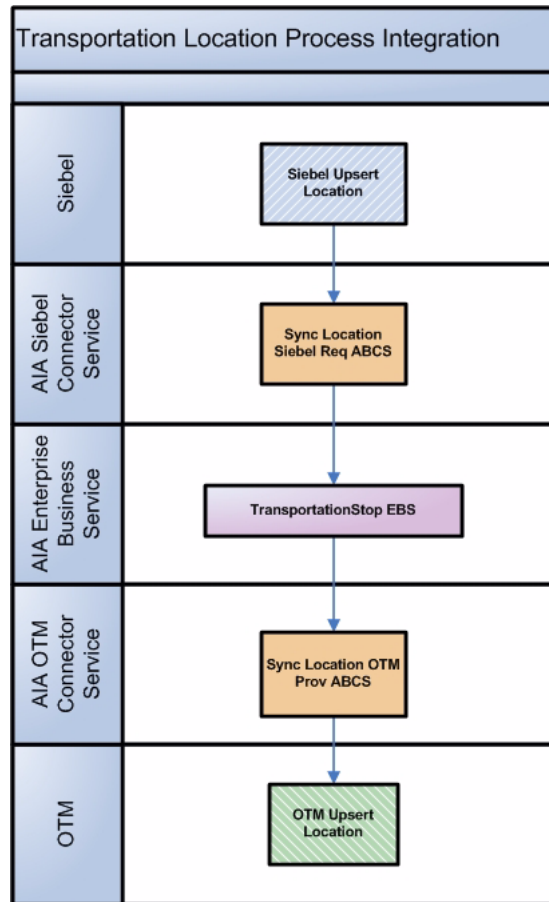 Transportation Location Process Integration
Siebel
Siebel Upsert
Location
AIA Siebel
Connector
Service
Sync Location
Siebel Req ABCS
AIA Enterprise
Business
Service
TransportationStop EBS
AIA OTM
Connector
Service
Sync Location OTM
Prov ABCS
OTM
OTM Upsert
Location